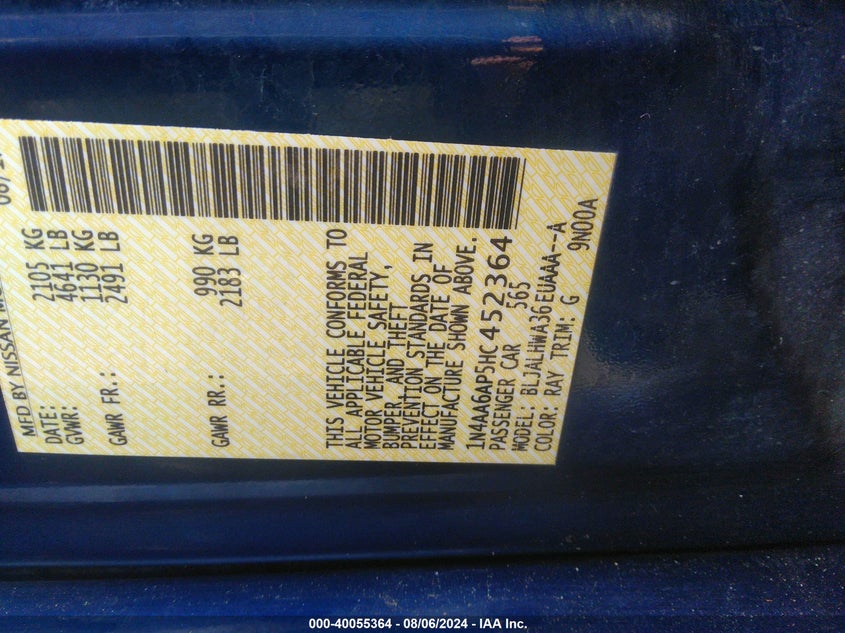 MFD BY NISSAN
DATE:
GVWR: 2105 KG
4641 LB
GAWR FR.: 1130 KG
2491 LB
GAWR RR.: 990 KG
2183 LB
THIS VEHICLE CONFORMS TO
ALL APPLICABLE FEDERAL
MOTOR VEHICLE SAFETY,
BUMPER, AND THEFT
PREVENTION STANDARDS IN
EFFECT ON THE DATE OF
MANUFACTURE SHOWN ABOVE.
1N4AA6AP5HC452364
PASSENGER CAR 565
MODEL: BLJALHWA36EUAAA--A
COLOR: RAY TRIM: G 9N00A
000-40055364 - 08/06/2024 - IAA Inc.